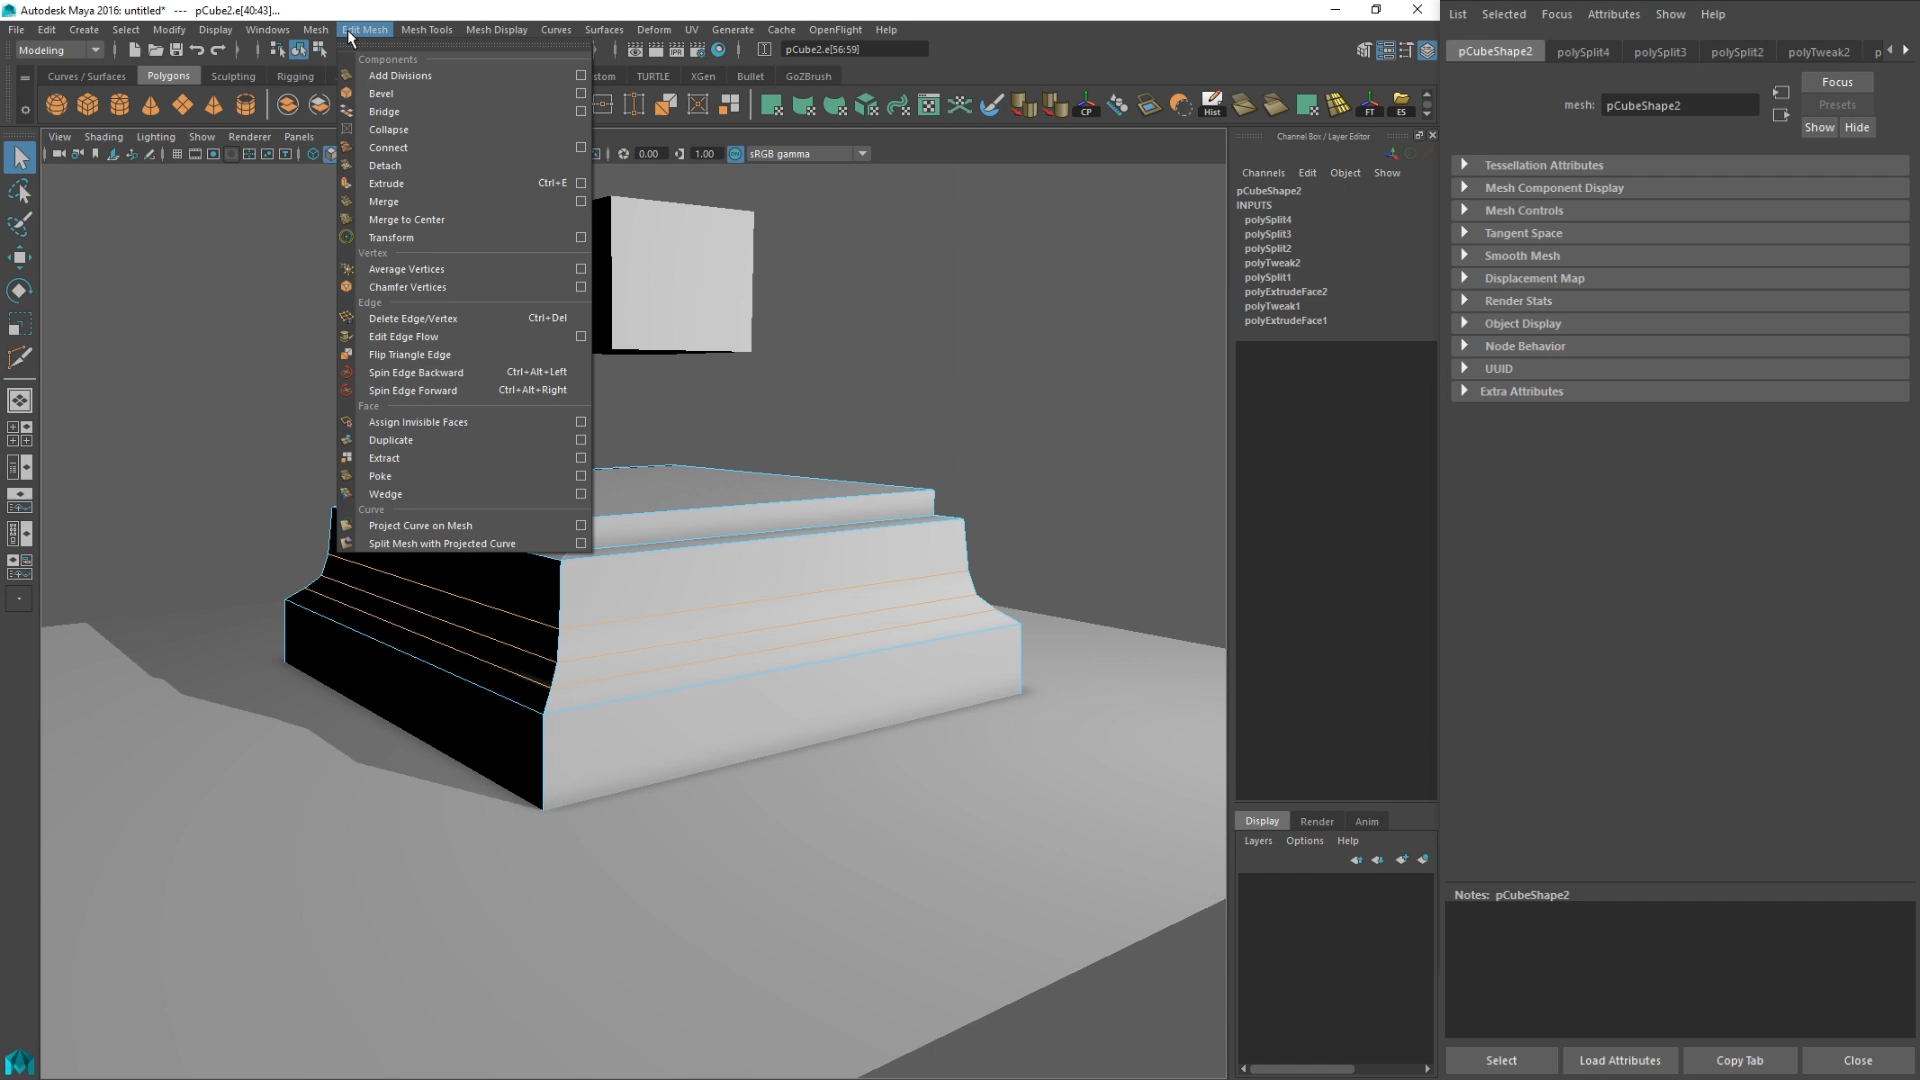 Autodesk Maya 2016: untitled* --- pCube2.e[40:43]...
File Edit Create Select Modify Display Windows Mesh Edit Mesh Mesh Tools Mesh Display Curves Surfaces Deform UV Generate Cache OpenFlight Help
Modeling
pCube2.e[56:59]
Curves / Surfaces Polygons Sculpting Rigging
stom TURTLE XGen Bullet GoZBrush
CP Hist FT ES
View Shading Lighting Show Renderer Panels
0.00 1.00 sRGB gamma
Components
Add Divisions
Bevel
Bridge
Collapse
Connect
Detach
Extrude Ctrl+E
Merge
Merge to Center
Transform
Vertex
Average Vertices
Chamfer Vertices
Edge
Delete Edge/Vertex Ctrl+Del
Edit Edge Flow
Flip Triangle Edge
Spin Edge Backward Ctrl+Alt+Left
Spin Edge Forward Ctrl+Alt+Right
Face
Assign Invisible Faces
Duplicate
Extract
Poke
Wedge
Curve
Project Curve on Mesh
Split Mesh with Projected Curve
Channel Box / Layer Editor
Channels Edit Object Show
pCubeShape2
INPUTS
polySplit4
polySplit3
polySplit2
polyTweak2
polySplit1
polyExtrudeFace2
polyTweak1
polyExtrudeFace1
Display Render Anim
Layers Options Help
List Selected Focus Attributes Show Help
pCubeShape2 polySplit4 polySplit3 polySplit2 polyTweak2 p
mesh: pCubeShape2
Focus
Presets
Show Hide
Tessellation Attributes
Mesh Component Display
Mesh Controls
Tangent Space
Smooth Mesh
Displacement Map
Render Stats
Object Display
Node Behavior
UUID
Extra Attributes
Notes: pCubeShape2
Select Load Attributes Copy Tab Close